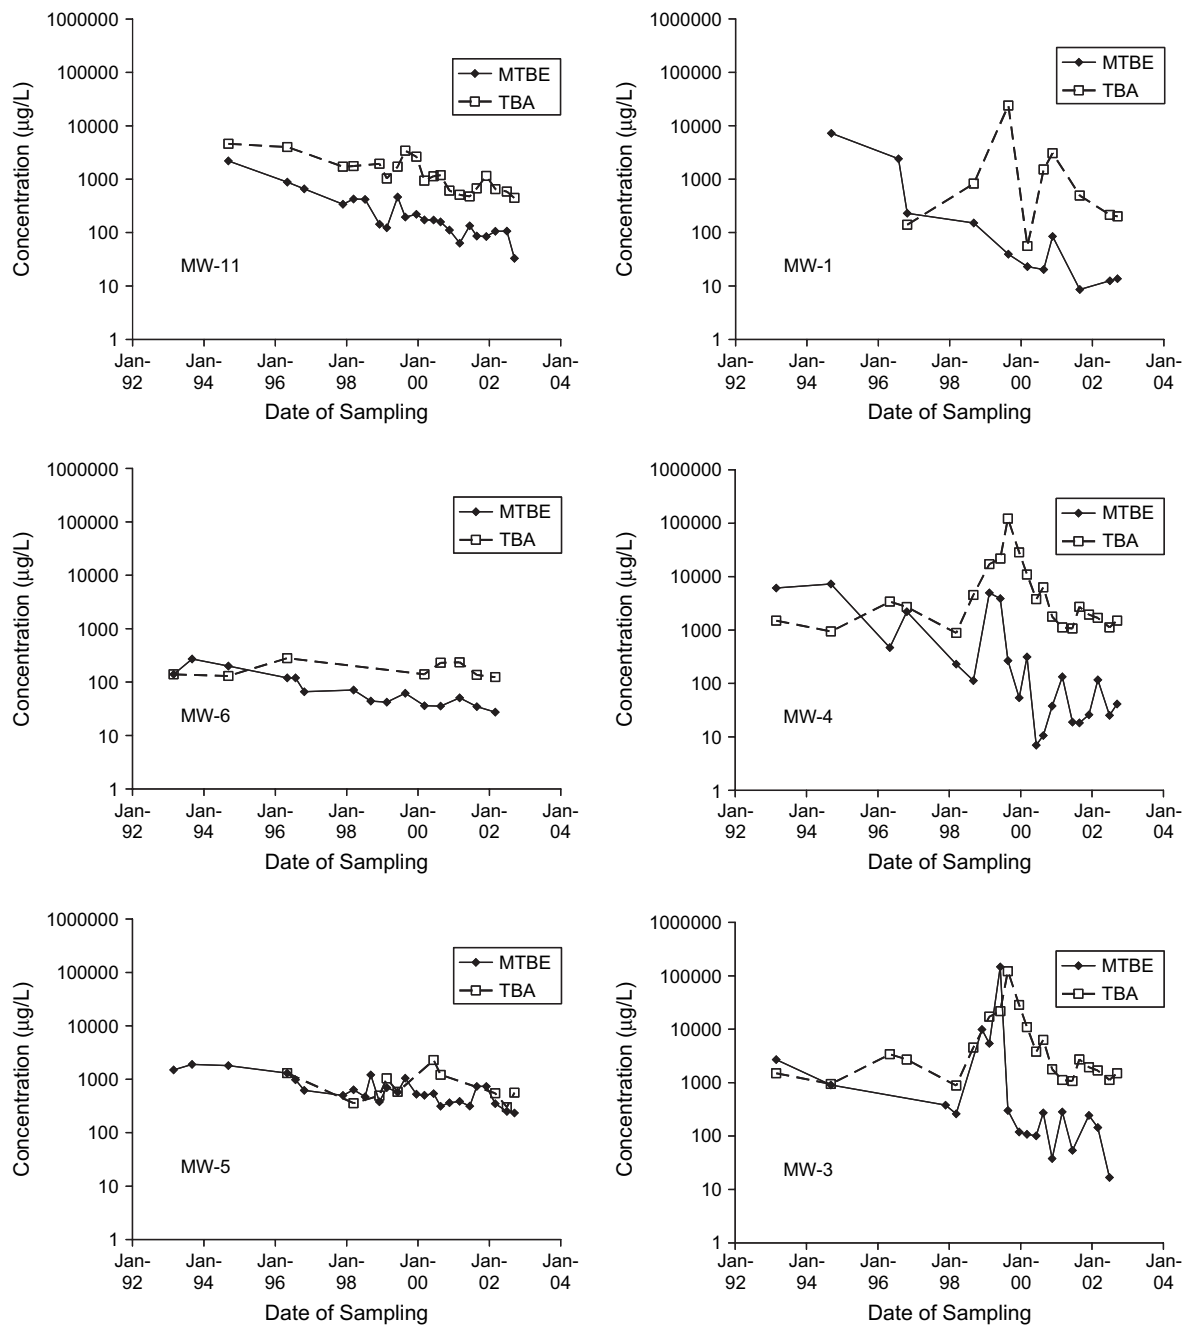 1000000
100000
10000
1000
100
10
1
Concentration (µg/L)
MTBE
TBA
MW-11
Jan-92 Jan-94 Jan-96 Jan-98 Jan-00 Jan-02 Jan-04
Date of Sampling
1000000
100000
10000
1000
100
10
1
Concentration (µg/L)
MTBE
TBA
MW-1
Jan-92 Jan-94 Jan-96 Jan-98 Jan-00 Jan-02 Jan-04
Date of Sampling
1000000
100000
10000
1000
100
10
1
Concentration (µg/L)
MTBE
TBA
MW-6
Jan-92 Jan-94 Jan-96 Jan-98 Jan-00 Jan-02 Jan-04
Date of Sampling
1000000
100000
10000
1000
100
10
1
Concentration (µg/L)
MTBE
TBA
MW-4
Jan-92 Jan-94 Jan-96 Jan-98 Jan-00 Jan-02 Jan-04
Date of Sampling
1000000
100000
10000
1000
100
10
1
Concentration (µg/L)
MTBE
TBA
MW-5
Jan-92 Jan-94 Jan-96 Jan-98 Jan-00 Jan-02 Jan-04
Date of Sampling
1000000
100000
10000
1000
100
10
1
Concentration (µg/L)
MTBE
TBA
MW-3
Jan-92 Jan-94 Jan-96 Jan-98 Jan-00 Jan-02 Jan-04
Date of Sampling